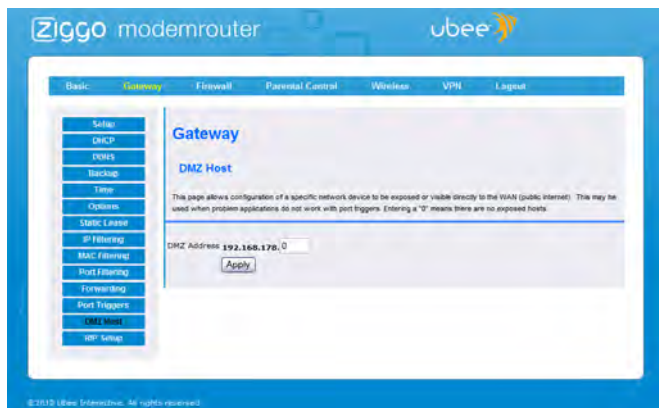 Ziggo modemrouter
ubee
Basic Gateway Firewall Parental Control Wireless VPN Logout
Setup
DHCP
DDNS
Backup
Time
Options
Static Lease
IP Filtering
MAC Filtering
Port Filtering
Forwarding
Port Triggers
DMZ Host
RIP Setup
Gateway
DMZ Host
This page allows configuration of a specific network device to be exposed or visible directly to the WAN (public internet). This may be
used when problem applications do not work with port triggers. Entering a "0" means there are no exposed hosts.
DMZ Address 192.168.178. 0
Apply
Ubee Interactive. All rights reserved.